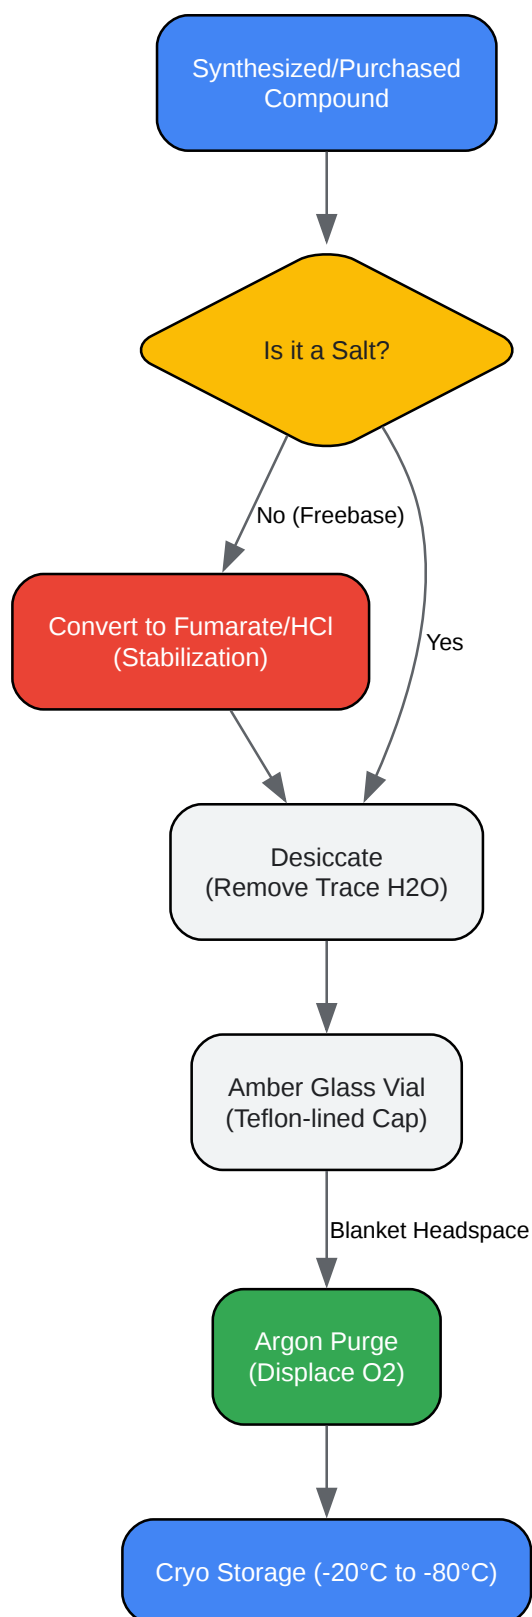 Synthesized/Purchased
Compound
Is it a Salt?
No (Freebase)
Convert to Fumarate/HCl
(Stabilization)
Yes
Desiccate
(Remove Trace H2O)
Amber Glass Vial
(Teflon-lined Cap)
Blanket Headspace
Argon Purge
(Displace O2)
Cryo Storage (-20°C to -80°C)